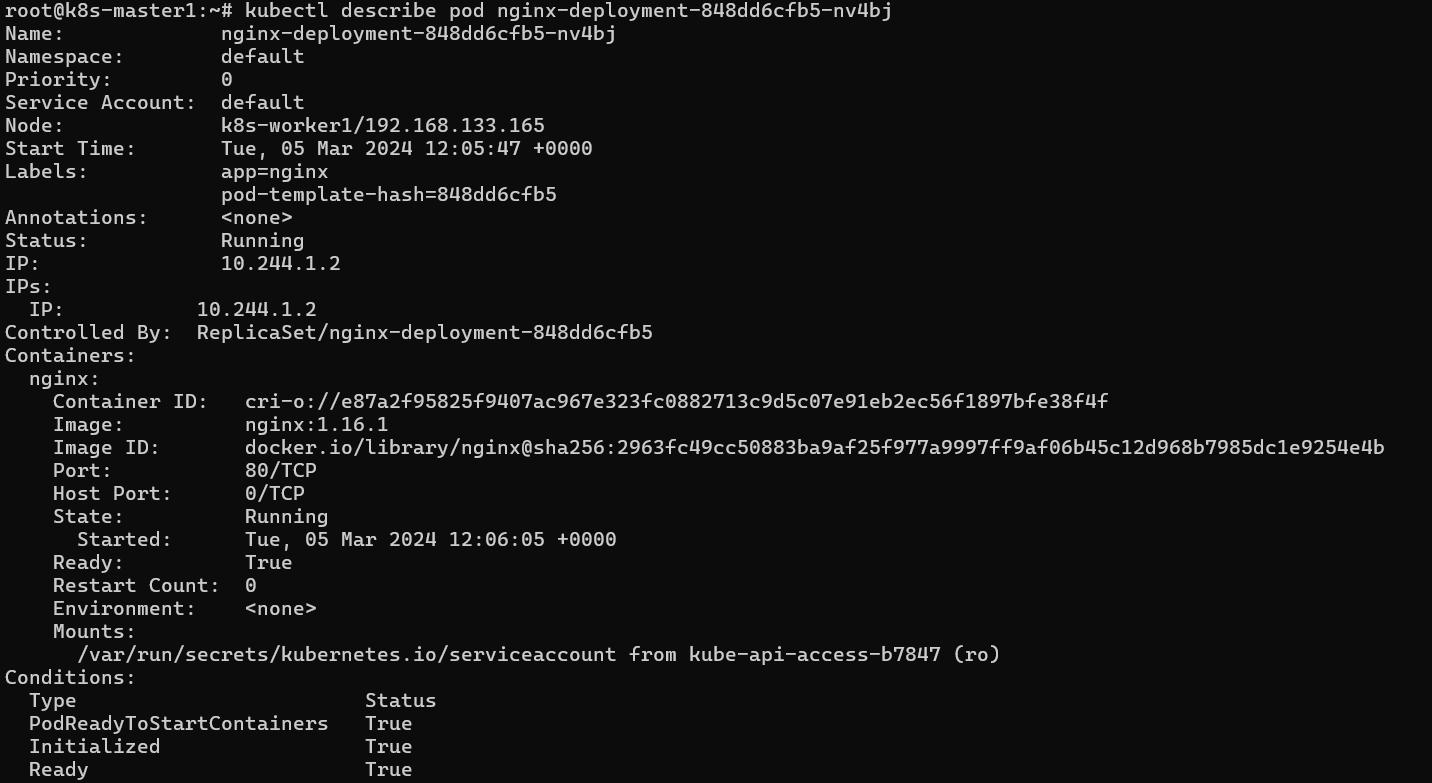 root@k8s-master1:~# kubectl describe pod nginx-deployment-848dd6cfb5-nv4bj
Name:             nginx-deployment-848dd6cfb5-nv4bj
Namespace:        default
Priority:         0
Service Account:  default
Node:             k8s-worker1/192.168.133.165
Start Time:       Tue, 05 Mar 2024 12:05:47 +0000
Labels:           app=nginx
                  pod-template-hash=848dd6cfb5
Annotations:      <none>
Status:           Running
IP:               10.244.1.2
IPs:
  IP:           10.244.1.2
Controlled By:  ReplicaSet/nginx-deployment-848dd6cfb5
Containers:
  nginx:
    Container ID:   cri-o://e87a2f95825f9407ac967e323fc0882713c9d5c07e91eb2ec56f1897bfe38f4f
    Image:          nginx:1.16.1
    Image ID:       docker.io/library/nginx@sha256:2963fc49cc50883ba9af25f977a9997ff9af06b45c12d968b7985dc1e9254e4b
    Port:           80/TCP
    Host Port:      0/TCP
    State:          Running
      Started:      Tue, 05 Mar 2024 12:06:05 +0000
    Ready:          True
    Restart Count:  0
    Environment:    <none>
    Mounts:
      /var/run/secrets/kubernetes.io/serviceaccount from kube-api-access-b7847 (ro)
Conditions:
  Type                        Status
  PodReadyToStartContainers   True
  Initialized                 True
  Ready                       True